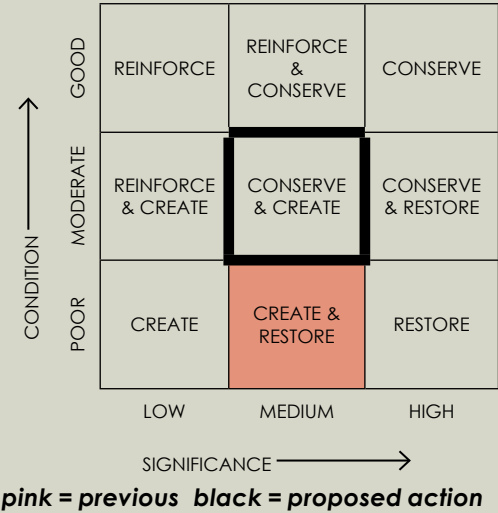 GOOD
REINFORCE
REINFORCE
&
CONSERVE
CONSERVE
MODERATE
REINFORCE
& CREATE
CONSERVE
& CREATE
CONSERVE
& RESTORE
CONDITION
POOR
CREATE
CREATE &
RESTORE
RESTORE
LOW
MEDIUM
HIGH
SIGNIFICANCE
pink = previous black = proposed action